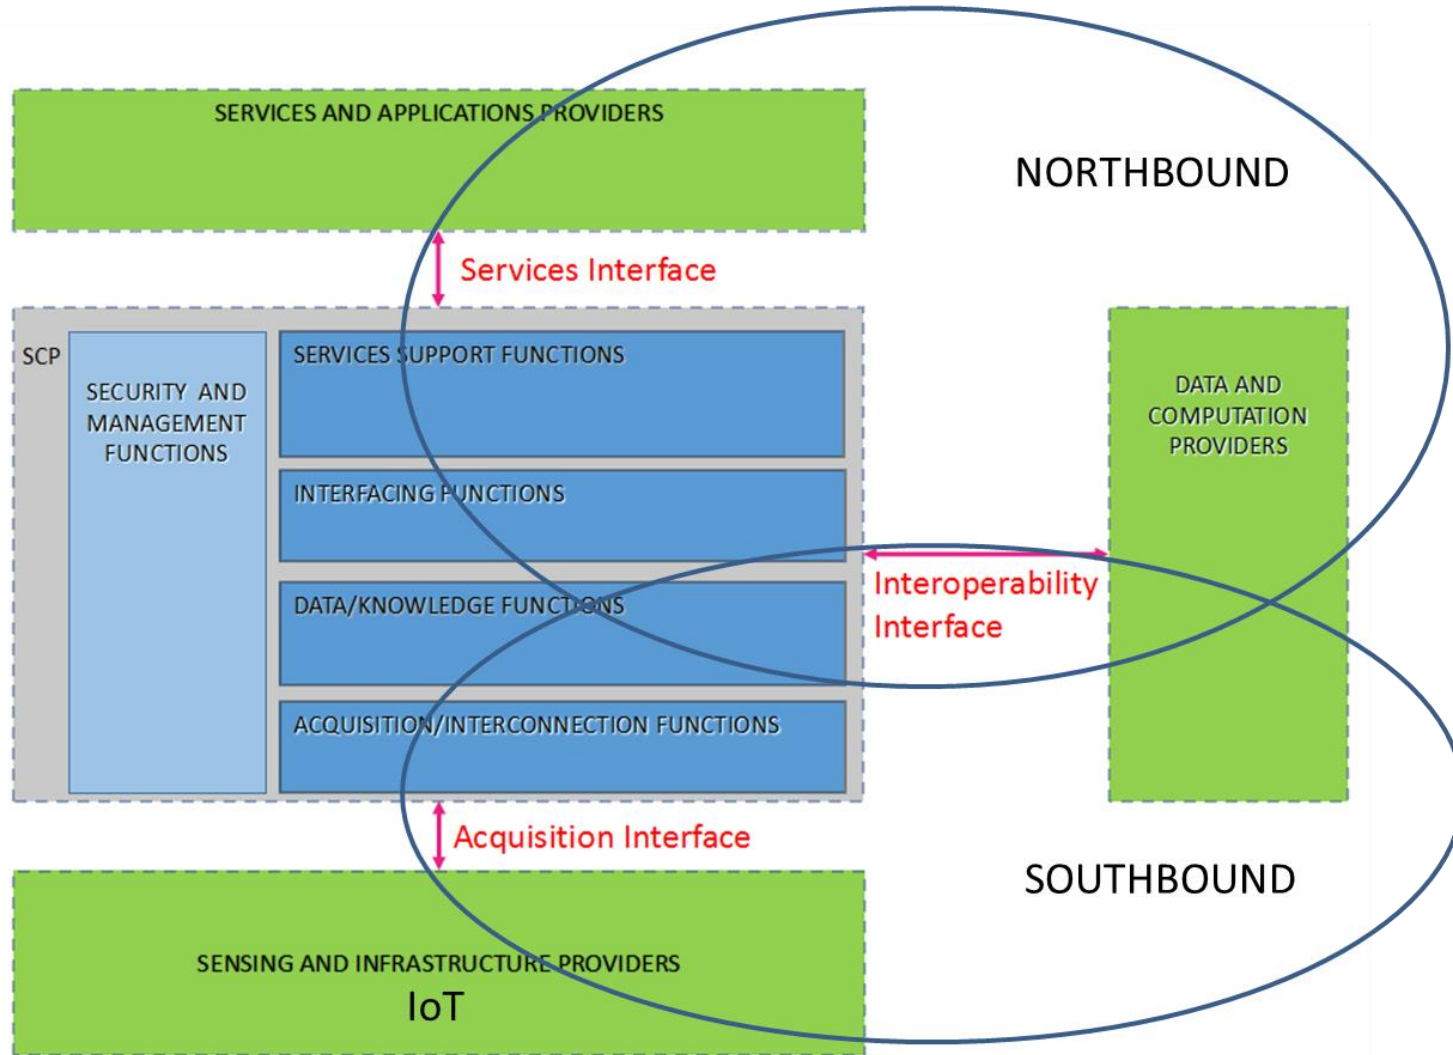 SERVICES AND APPLICATIONS PROVIDERS
NORTHBOUND
Services Interface
SCP
SECURITY AND
MANAGEMENT
FUNCTIONS
SERVICES SUPPORT FUNCTIONS
INTERFACING FUNCTIONS
DATA/KNOWLEDGE FUNCTIONS
ACQUISITION/INTERCONNECTION FUNCTIONS
DATA AND
COMPUTATION
PROVIDERS
Interoperability
Interface
Acquisition Interface
SOUTHBOUND
SENSING AND INFRASTRUCTURE PROVIDERS
IoT